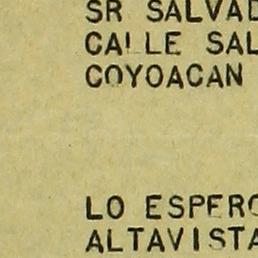 SR SALVAD
CALLE SAL
COYOACAN
LO ESPERO
ALTAVISTA